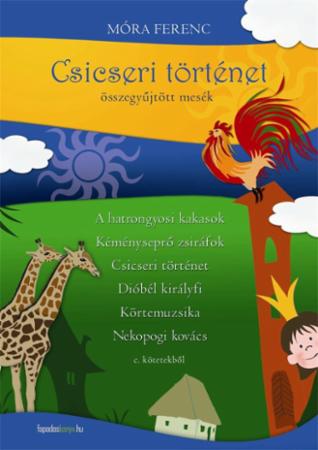 MÓRA FERENC
Csicseri történet
összegyűjtött mesék
A hatrongyosi kakasok
Kéményseprő zsiráfok
Csicseri történet
Dióbél királyfi
Körtemuzsika
Nekopogi kovács
c. kötetekből
fapadoskonyv.hu